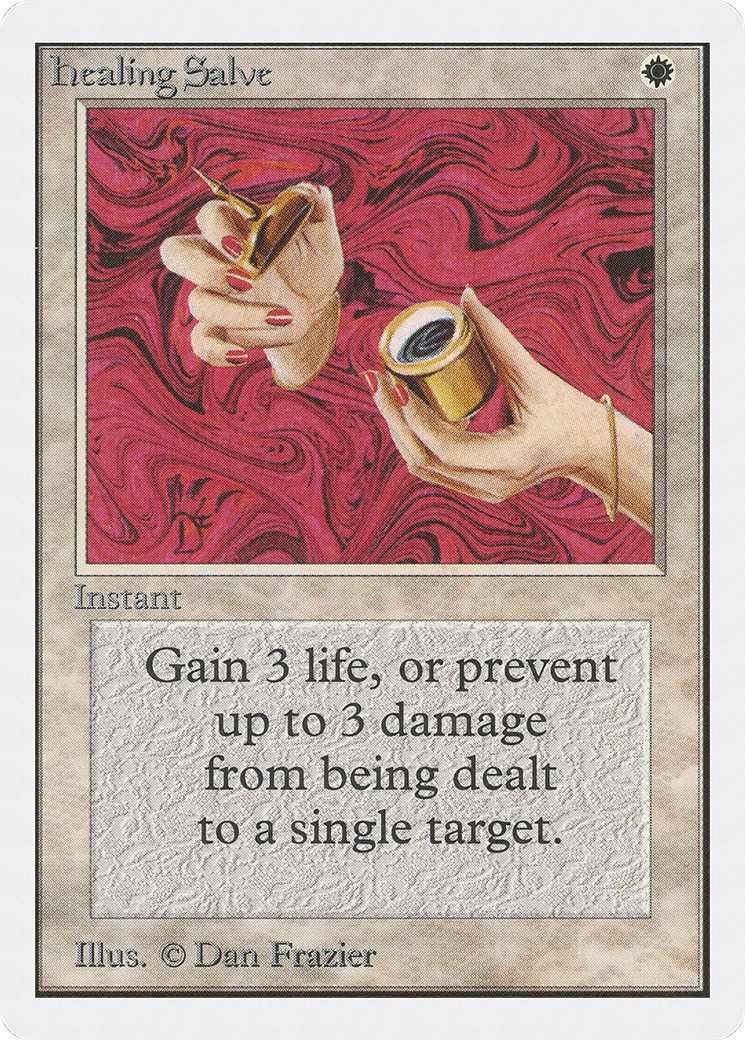 Healing Salve
Instant
Gain 3 life, or prevent
up to 3 damage
from being dealt
to a single target.
Illus. © Dan Frazier